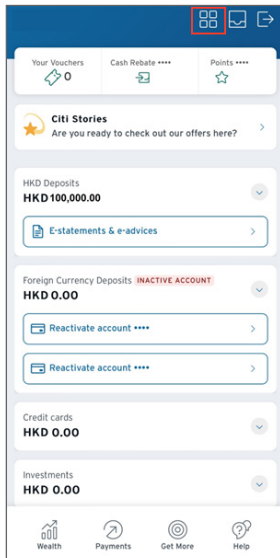 Your Vouchers
0
Cash Rebate ••••
Points ••••
Citi Stories
Are you ready to check out our offers here?
HKD Deposits
HKD 100,000.00
E-statements & e-advices
Foreign Currency Deposits INACTIVE ACCOUNT
HKD 0.00
Reactivate account ••••
Reactivate account ••••
Credit cards
HKD 0.00
Investments
HKD 0.00
Wealth
Payments
Get More
Help